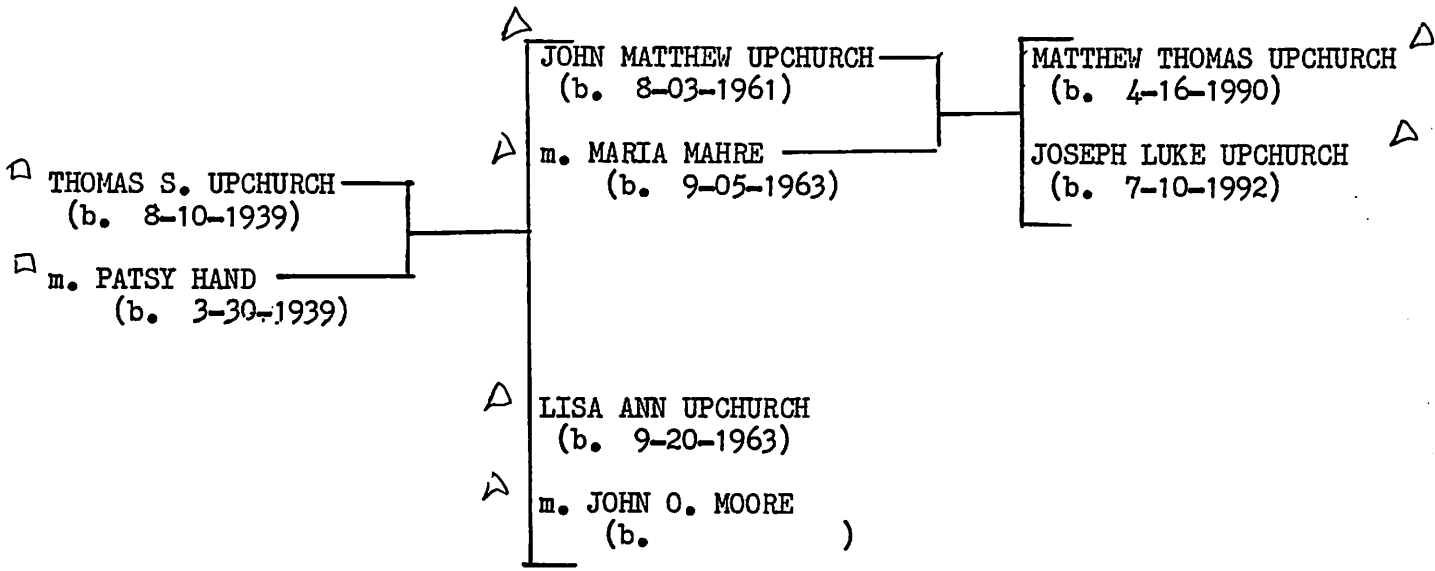 THOMAS S. UPCHURCH
(b. 8-10-1939)
m. PATSY HAND
(b. 3-30-1939)
JOHN MATTHEW UPCHURCH
(b. 8-03-1961)
m. MARIA MAHRE
(b. 9-05-1963)
LISA ANN UPCHURCH
(b. 9-20-1963)
m. JOHN O. MOORE
(b. )
MATTHEW THOMAS UPCHURCH
(b. 4-16-1990)
JOSEPH LUKE UPCHURCH
(b. 7-10-1992)